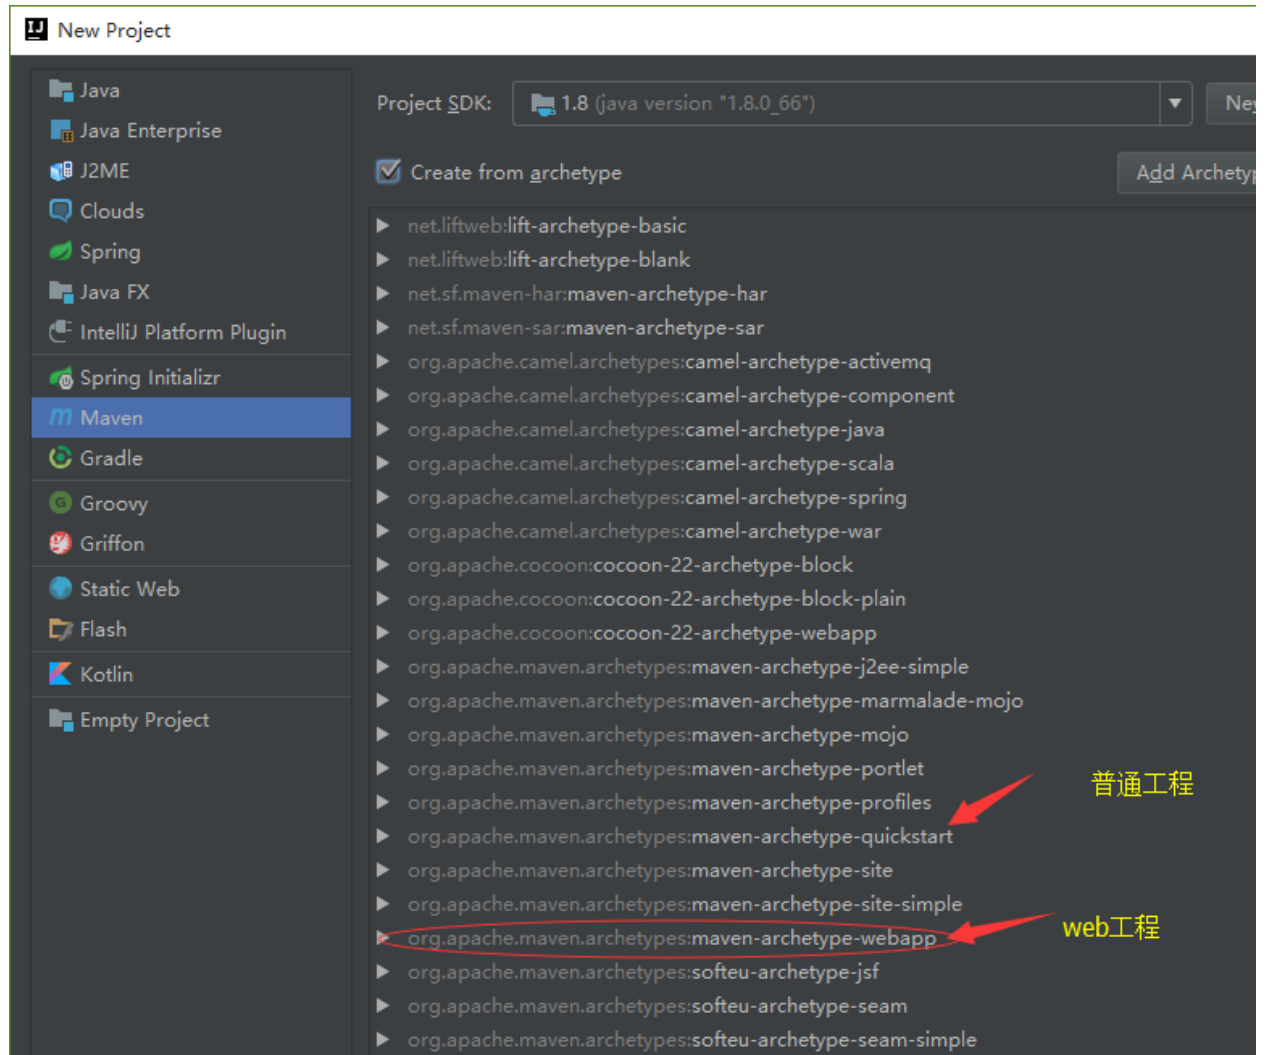 New Project
Java
Java Enterprise
J2ME
Clouds
Spring
Java FX
IntelliJ Platform Plugin
Spring Initializr
Maven
Gradle
Groovy
Griffon
Static Web
Flash
Kotlin
Empty Project
Project SDK: 1.8 (java version "1.8.0_66")
Create from archetype
net.liftweb:lift-archetype-basic
net.liftweb:lift-archetype-blank
net.sf.maven-har:maven-archetype-har
net.sf.maven-sar:maven-archetype-sar
org.apache.camel.archetypes:camel-archetype-activemq
org.apache.camel.archetypes:camel-archetype-component
org.apache.camel.archetypes:camel-archetype-java
org.apache.camel.archetypes:camel-archetype-scala
org.apache.camel.archetypes:camel-archetype-spring
org.apache.camel.archetypes:camel-archetype-war
org.apache.cocoon:cocoon-22-archetype-block
org.apache.cocoon:cocoon-22-archetype-block-plain
org.apache.cocoon:cocoon-22-archetype-webapp
org.apache.maven.archetypes:maven-archetype-j2ee-simple
org.apache.maven.archetypes:maven-archetype-marmalade-mojo
org.apache.maven.archetypes:maven-archetype-mojo
org.apache.maven.archetypes:maven-archetype-portlet
org.apache.maven.archetypes:maven-archetype-profiles
普通工程
org.apache.maven.archetypes:maven-archetype-quickstart
org.apache.maven.archetypes:maven-archetype-site
org.apache.maven.archetypes:maven-archetype-site-simple
web工程
org.apache.maven.archetypes:maven-archetype-webapp
org.apache.maven.archetypes:softeu-archetype-jsf
org.apache.maven.archetypes:softeu-archetype-seam
org.apache.maven.archetypes:softeu-archetype-seam-simple